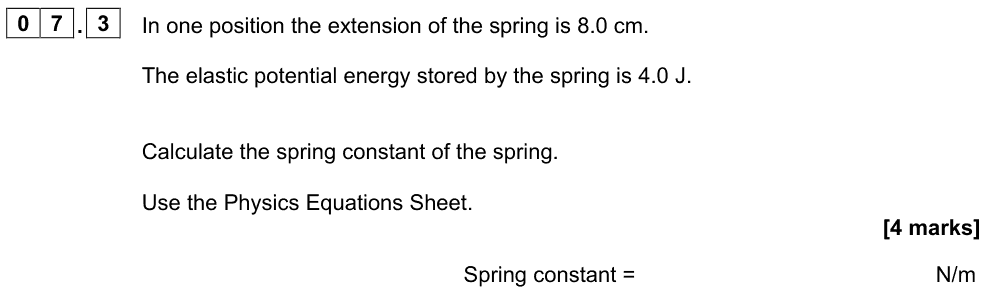 07.3 In one position the extension of the spring is 8.0 cm.
The elastic potential energy stored by the spring is 4.0 J.
Calculate the spring constant of the spring.
Use the Physics Equations Sheet.
[4 marks]
Spring constant = N/m